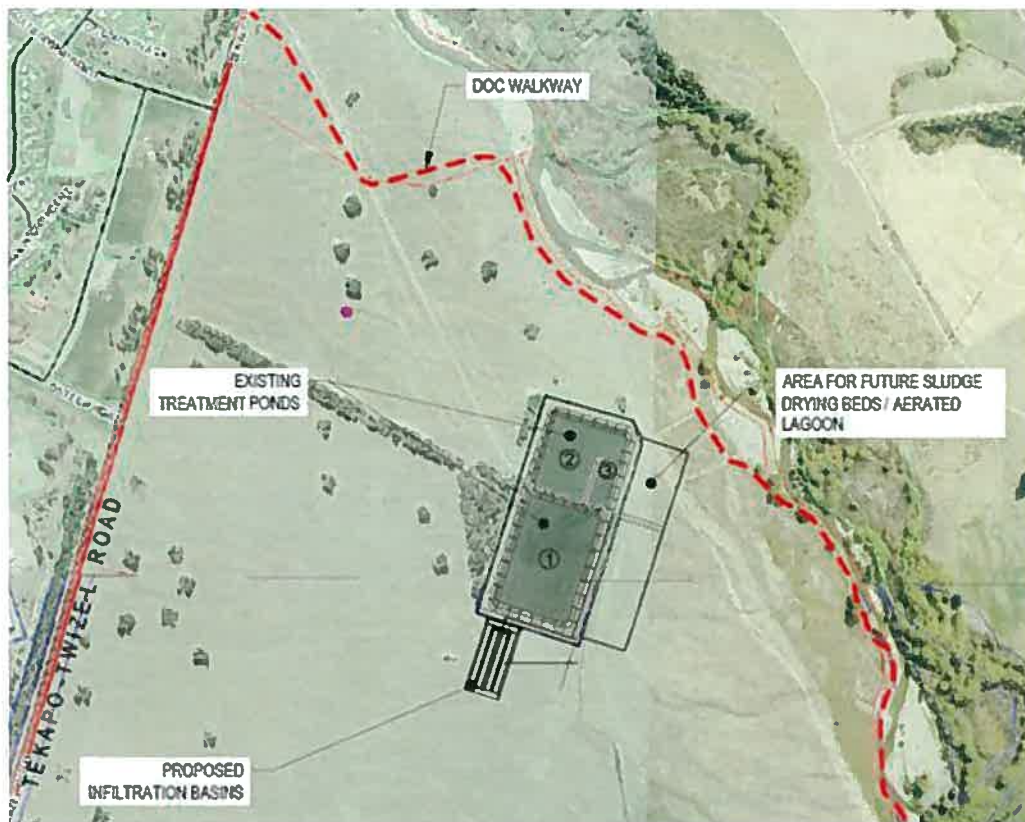 DOC WALKWAY
EXISTING
TREATMENT PONDS
AREA FOR FUTURE SLUDGE
DRYING BEDS / AERATED
LAGOON
2
3
1
TEKAPO-TWIZEL ROAD
PROPOSED
INFILTRATION BASINS